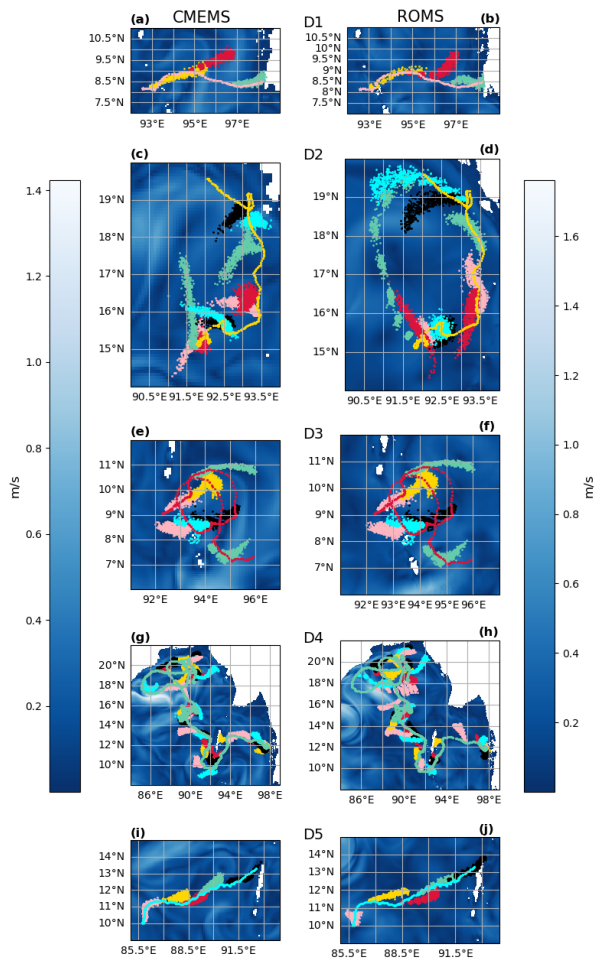 CMEMS
ROMS
(a)
D1
(b)
10.5°N
9.5°N
8.5°N
7.5°N
93°E 95°E 97°E
11°N
10°N
9°N
8°N
7°N
93°E 95°E 97°E
(c)
D2
(d)
19°N
18°N
17°N
16°N
15°N
90.5°E 91.5°E 92.5°E 93.5°E
19°N
18°N
17°N
16°N
15°N
90.5°E 91.5°E 92.5°E 93.5°E
1.4
1.2
1.0
0.8
0.6
0.4
0.2
m/s
1.6
1.4
1.2
1.0
0.8
0.6
0.4
0.2
m/s
(e)
D3
(f)
11°N
10°N
9°N
8°N
7°N
92°E 94°E 96°E
12°N
11°N
10°N
9°N
8°N
7°N
6°N
92°E 93°E 94°E 95°E 96°E
(g)
D4
(h)
20°N
18°N
16°N
14°N
12°N
10°N
86°E 90°E 94°E 98°E
22°N
20°N
18°N
16°N
14°N
12°N
10°N
8°N
86°E 90°E 94°E 98°E
(i)
D5
(j)
14°N
13°N
12°N
11°N
10°N
85.5°E 88.5°E 91.5°E
15°N
14°N
13°N
12°N
11°N
10°N
9°N
85.5°E 88.5°E 91.5°E